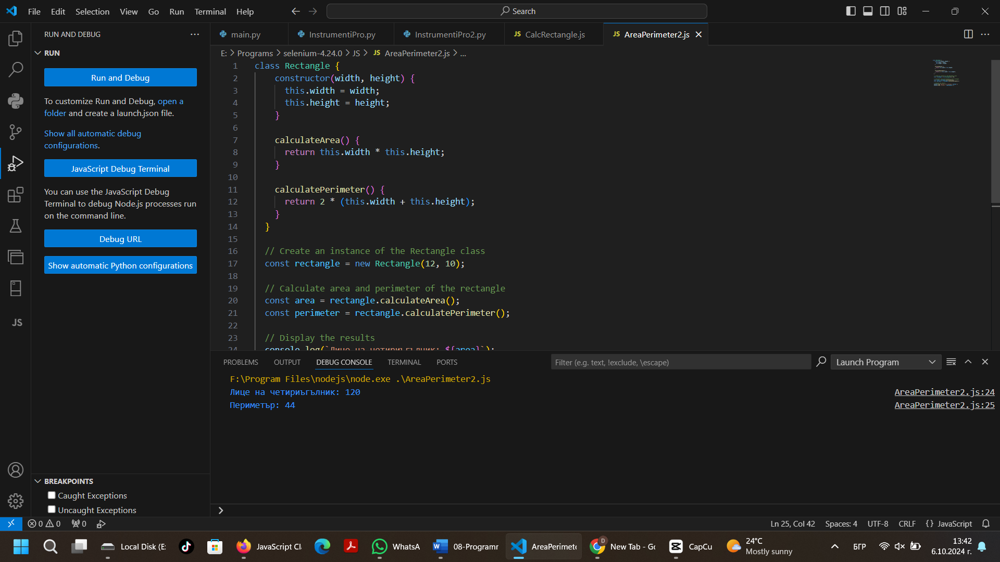 File Edit Selection View Go Run Terminal Help
Search
RUN AND DEBUG
RUN
Run and Debug
To customize Run and Debug, open a
folder and create a launch.json file.
Show all automatic debug
configurations.
JavaScript Debug Terminal
You can use the JavaScript Debug
Terminal to debug Node.js processes run
on the command line.
Debug URL
Show automatic Python configurations
JS
BREAKPOINTS
Caught Exceptions
Uncaught Exceptions
main.py InstrumentiPro.py InstrumentiPro2.py JS CalcRectangle.js JS AreaPerimeter2.js
E: > Programs > selenium-4.24.0 > JS > JS AreaPerimeter2.js > ...
1 class Rectangle {
2 constructor(width, height) {
3 this.width = width;
4 this.height = height;
5 }
6
7 calculateArea() {
8 return this.width * this.height;
9 }
10
11 calculatePerimeter() {
12 return 2 * (this.width + this.height);
13 }
14 }
15
16 // Create an instance of the Rectangle class
17 const rectangle = new Rectangle(12, 10);
18
19 // Calculate area and perimeter of the rectangle
20 const area = rectangle.calculateArea();
21 const perimeter = rectangle.calculatePerimeter();
22
23 // Display the results
24 console.log(`Лице на четириъгълник: ${area}`);
PROBLEMS OUTPUT DEBUG CONSOLE TERMINAL PORTS
Filter (e.g. text, !exclude, \escape)
Launch Program
F:\Program Files\nodejs\node.exe .\AreaPerimeter2.js
Лице на четириъгълник: 120 AreaPerimeter2.js:24
Периметър: 44 AreaPerimeter2.js:25
0 0 0
Ln 25, Col 42 Spaces: 4 UTF-8 CRLF {} JavaScript
Local Disk (E: JavaScript Cl WhatsA 08-Programm AreaPerimete New Tab - Go CapCu
24°C
Mostly sunny
БГР
13:42
6.10.2024 г.